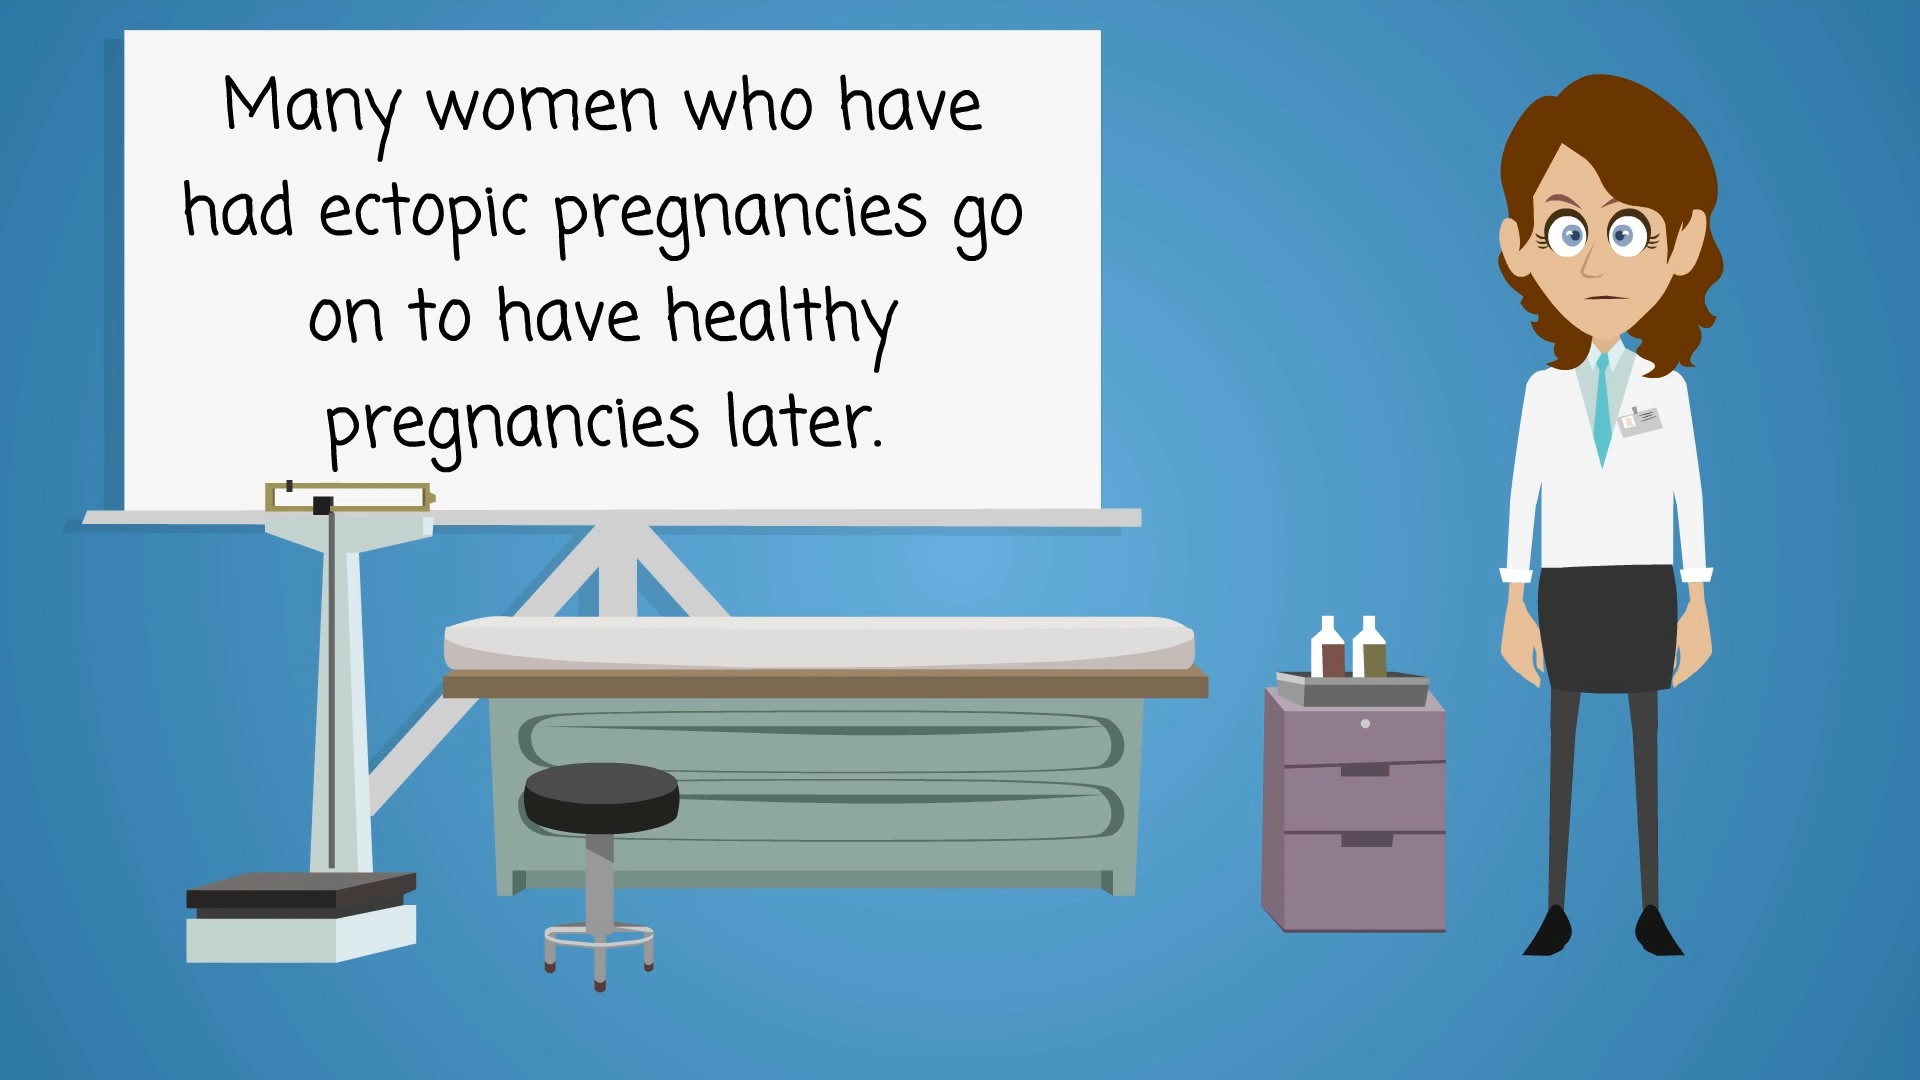 Many women who have
had ectopic pregnancies go
on to have healthy
pregnancies later.